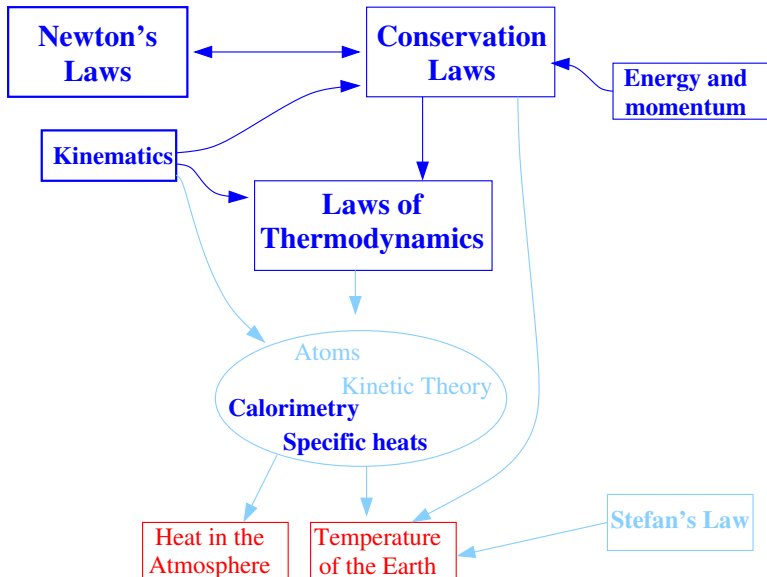 Newton's
Laws
Conservation
Laws
Energy and
momentum
Kinematics
Laws of
Thermodynamics
Atoms
Kinetic Theory
Calorimetry
Specific heats
Heat in the
Atmosphere
Temperature
of the Earth
Stefan's Law